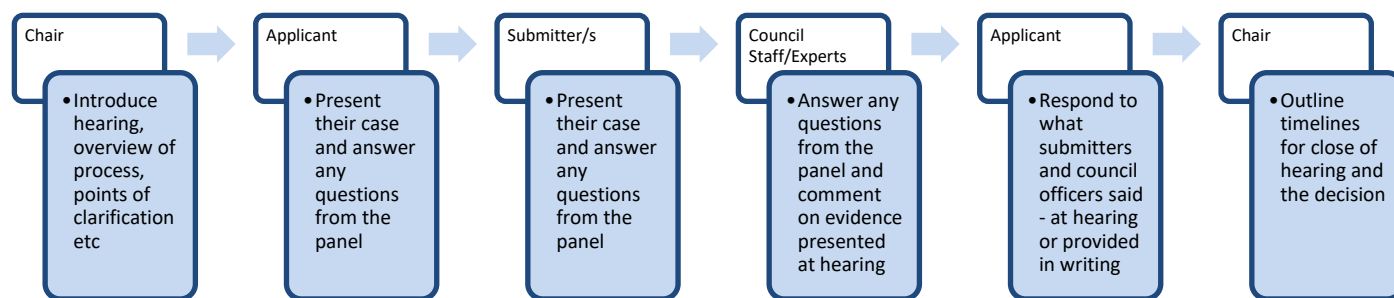 Chair
• Introduce
hearing,
overview of
process,
points of
clarification
etc
Applicant
• Present
their case
and answer
any
questions
from the
panel
Submitter/s
• Present
their case
and answer
any
questions
from the
panel
Council
Staff/Experts
• Answer any
questions
from the
panel and
comment
on evidence
presented
at hearing
Applicant
• Respond to
what
submitters
and council
officers said
- at hearing
or provided
in writing
Chair
• Outline
timelines
for close of
hearing and
the decision